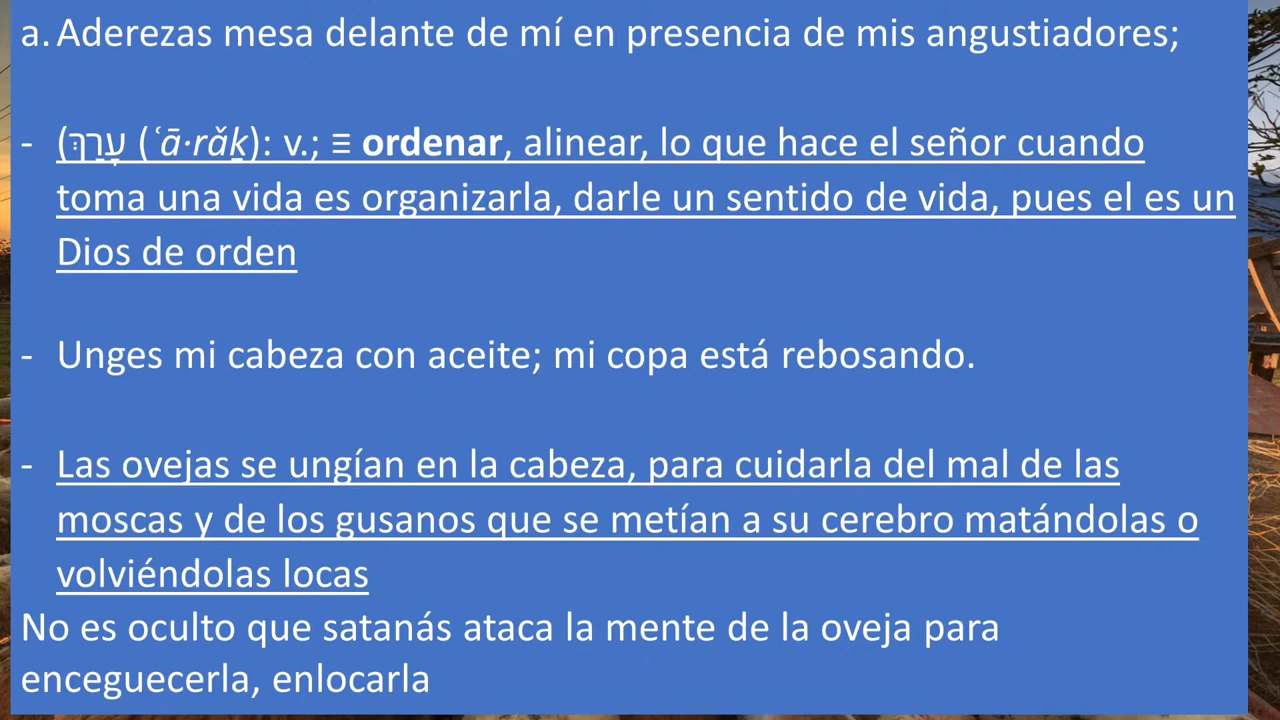 a. Aderezas mesa delante de mí en presencia de mis angustiadores;
- (עָרַךְ (ʿā·rǎḵ): v.; ≡ ordenar, alinear, lo que hace el señor cuando
toma una vida es organizarla, darle un sentido de vida, pues el es un
Dios de orden
- Unges mi cabeza con aceite; mi copa está rebosando.
- Las ovejas se ungían en la cabeza, para cuidarla del mal de las
moscas y de los gusanos que se metían a su cerebro matándolas o
volviéndolas locas
No es oculto que satanás ataca la mente de la oveja para
enceguecerla, enlocarla